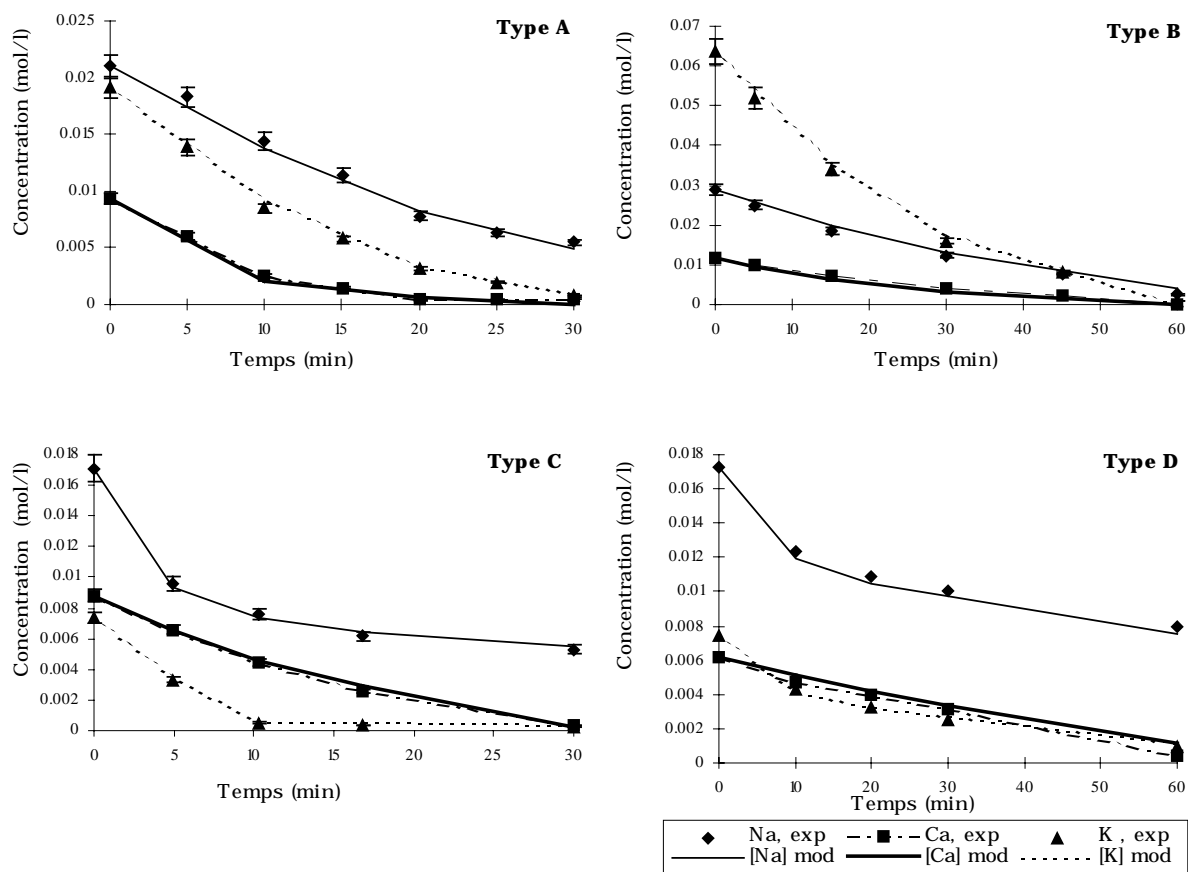 Type A
Concentration (mol/l)
0.025
0.02
0.015
0.01
0.005
0
0 5 10 15 20 25 30
Temps (min)
Type B
Concentration (mol/l)
0.07
0.06
0.05
0.04
0.03
0.02
0.01
0
0 10 20 30 40 50 60
Temps (min)
Type C
Concentration (mol/l)
0.018
0.016
0.014
0.012
0.01
0.008
0.006
0.004
0.002
0
0 5 10 15 20 25 30
Temps (min)
Type D
Concentration (mol/l)
0.018
0.016
0.014
0.012
0.01
0.008
0.006
0.004
0.002
0
0 10 20 30 40 50 60
Temps (min)
Na, exp Ca, exp K , exp
[Na] mod [Ca] mod [K] mod